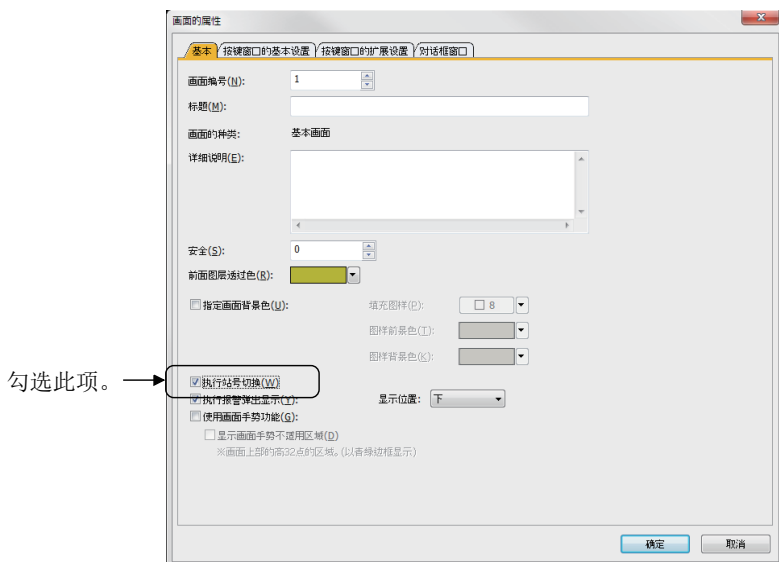 画面的属性
基本 按键窗口的基本设置 按键窗口的扩展设置 对话框窗口
画面编号(N): 1
标题(M):
画面的种类: 基本画面
详细说明(E):
安全(S): 0
前面图层透过色(R):
指定画面背景色(U): 填充图样(P): 8
图样前景色(T):
图样背景色(K):
勾选此项。
执行站号切换(W)
执行报警弹出显示(Y): 显示位置: 下
使用画面手势功能(G):
显示画面手势不适用区域(D)
※画面上部的高32点的区域。(以青绿边框显示)
确定 取消